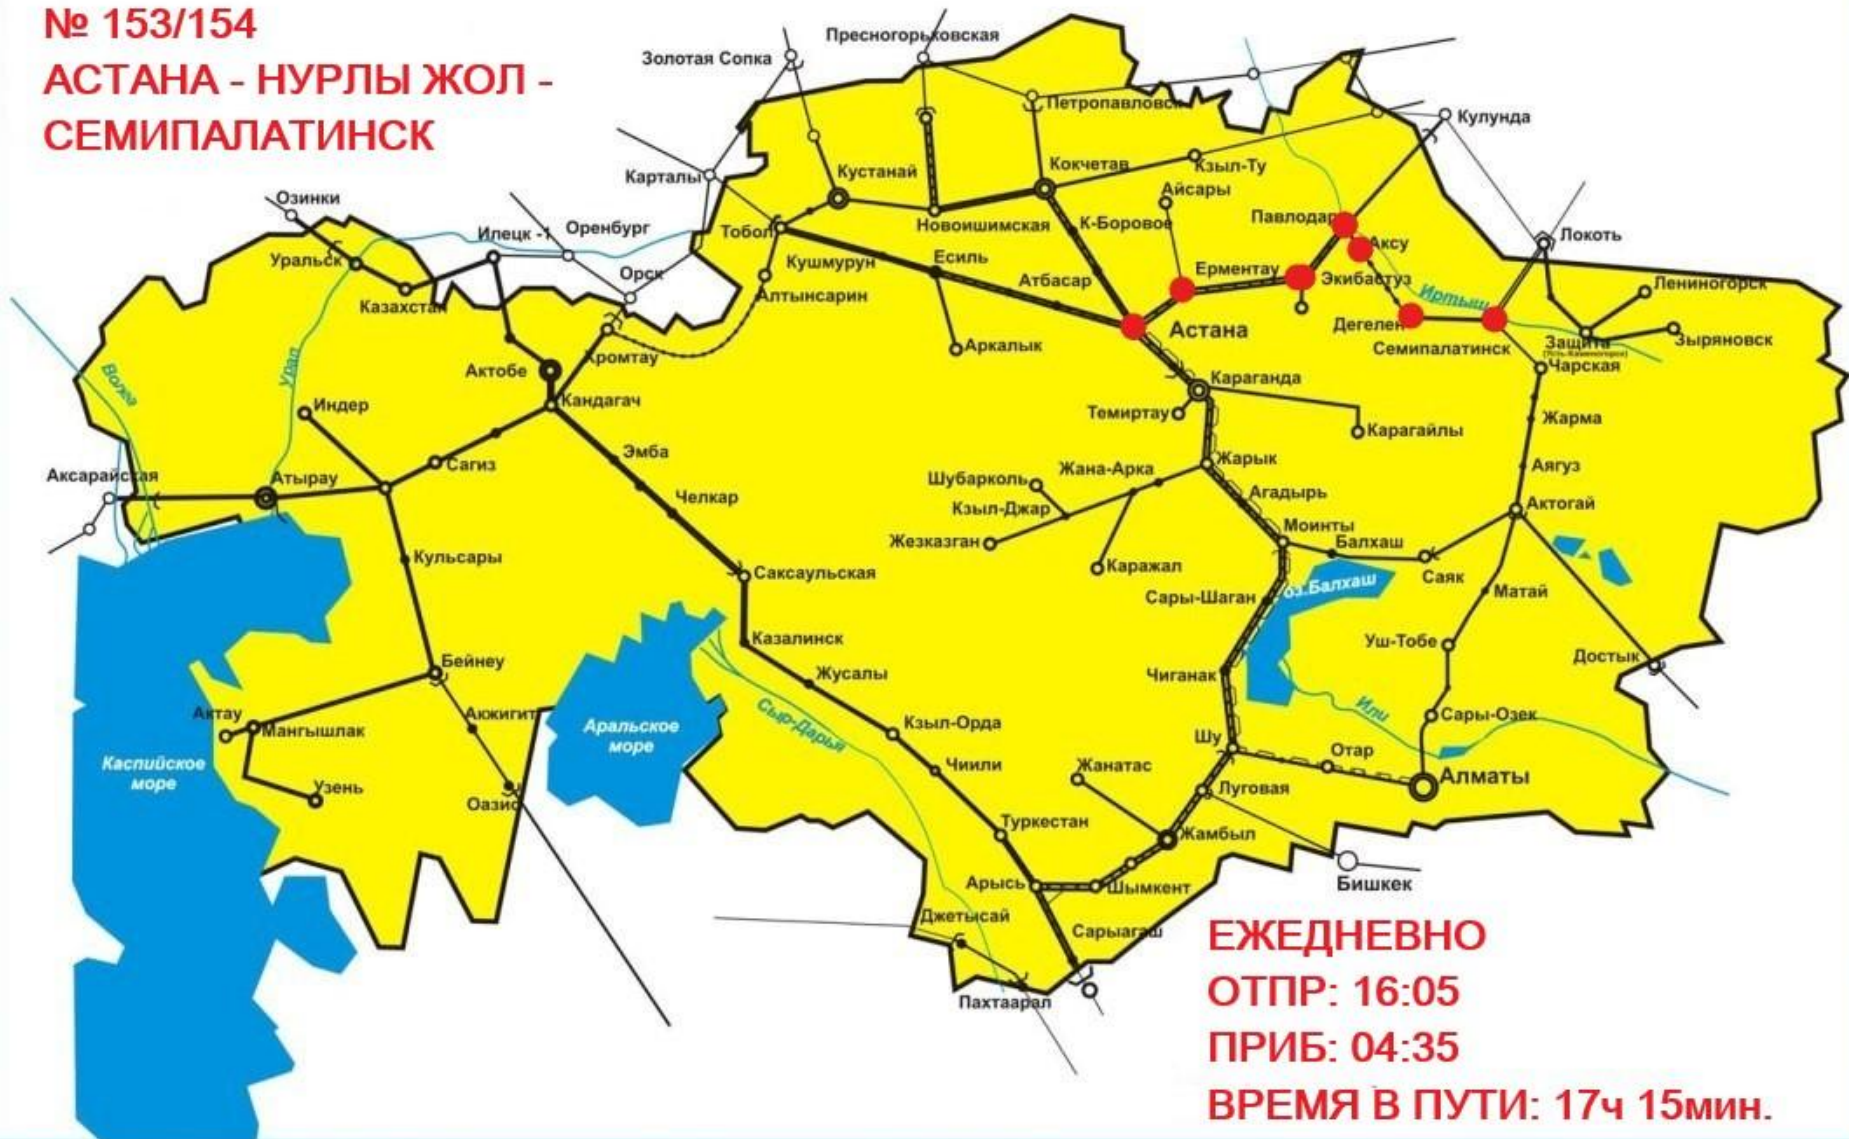 № 153/154
АСТАНА - НУРЛЫ ЖОЛ -
СЕМИПАЛАТИНСК
Пресногорьковская
Золотая Сопка
Петропавловск
Кулунда
Карталы
Кустанай
Кокчетав
Кзыл-Ту
Айсары
Озинки
Илецк -1
Оренбург
Тобол
Новоишимская
К-Боровое
Павлодар
Аксу
Локоть
Уральск
Орск
Кушмурун
Есиль
Атбасар
Ерментау
Экибастуз
Иртыш
Лениногорск
Казахстан
Алтынсарин
Астана
Дегелен
Семипалатинск
Защита
(Усть-Каменогорск)
Зыряновск
Чарская
Волга
Урал
Хромтау
Аркалык
Актобе
Караганда
Темиртау
Карагайлы
Жарма
Индер
Кандагач
Эмба
Сагиз
Аксарайская
Атырау
Челкар
Шубарколь
Жана-Арка
Жарык
Аягуз
Кзыл-Джар
Агадырь
Актогай
Жезказган
Моинты
Балхаш
Кульсары
Саксаульская
Каражал
Саяк
оз.Балхаш
Сары-Шаган
Матай
Казалинск
Уш-Тобе
Достык
Бейнеу
Жусалы
Чиганак
Актау
Мангышлак
Акжигит
Аральское
море
Сыр-Дарья
Кзыл-Орда
Или
Сары-Озек
Каспийское
море
Узень
Оазис
Чиили
Жанатас
Шу
Отар
Алматы
Луговая
Туркестан
Жамбыл
Арысь
Шымкент
Бишкек
Джетысай
Сарыагаш
Пахтаарал
ЕЖЕДНЕВНО
ОТПР: 16:05
ПРИБ: 04:35
ВРЕМЯ В ПУТИ: 17ч 15мин.